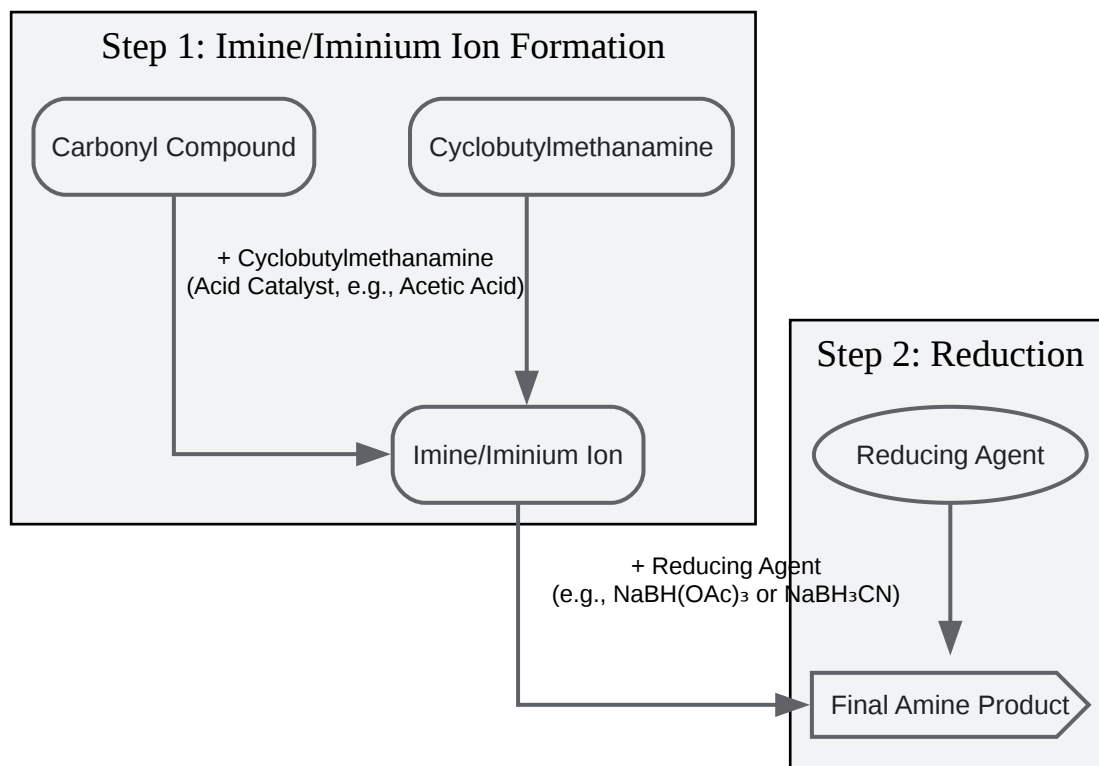 Step 1: Imine/Iminium Ion Formation
Carbonyl Compound
Cyclobutylmethanamine
+ Cyclobutylmethanamine
(Acid Catalyst, e.g., Acetic Acid)
Imine/Iminium Ion
Step 2: Reduction
Reducing Agent
+ Reducing Agent
(e.g., NaBH(OAc)₃ or NaBH₃CN)
Final Amine Product